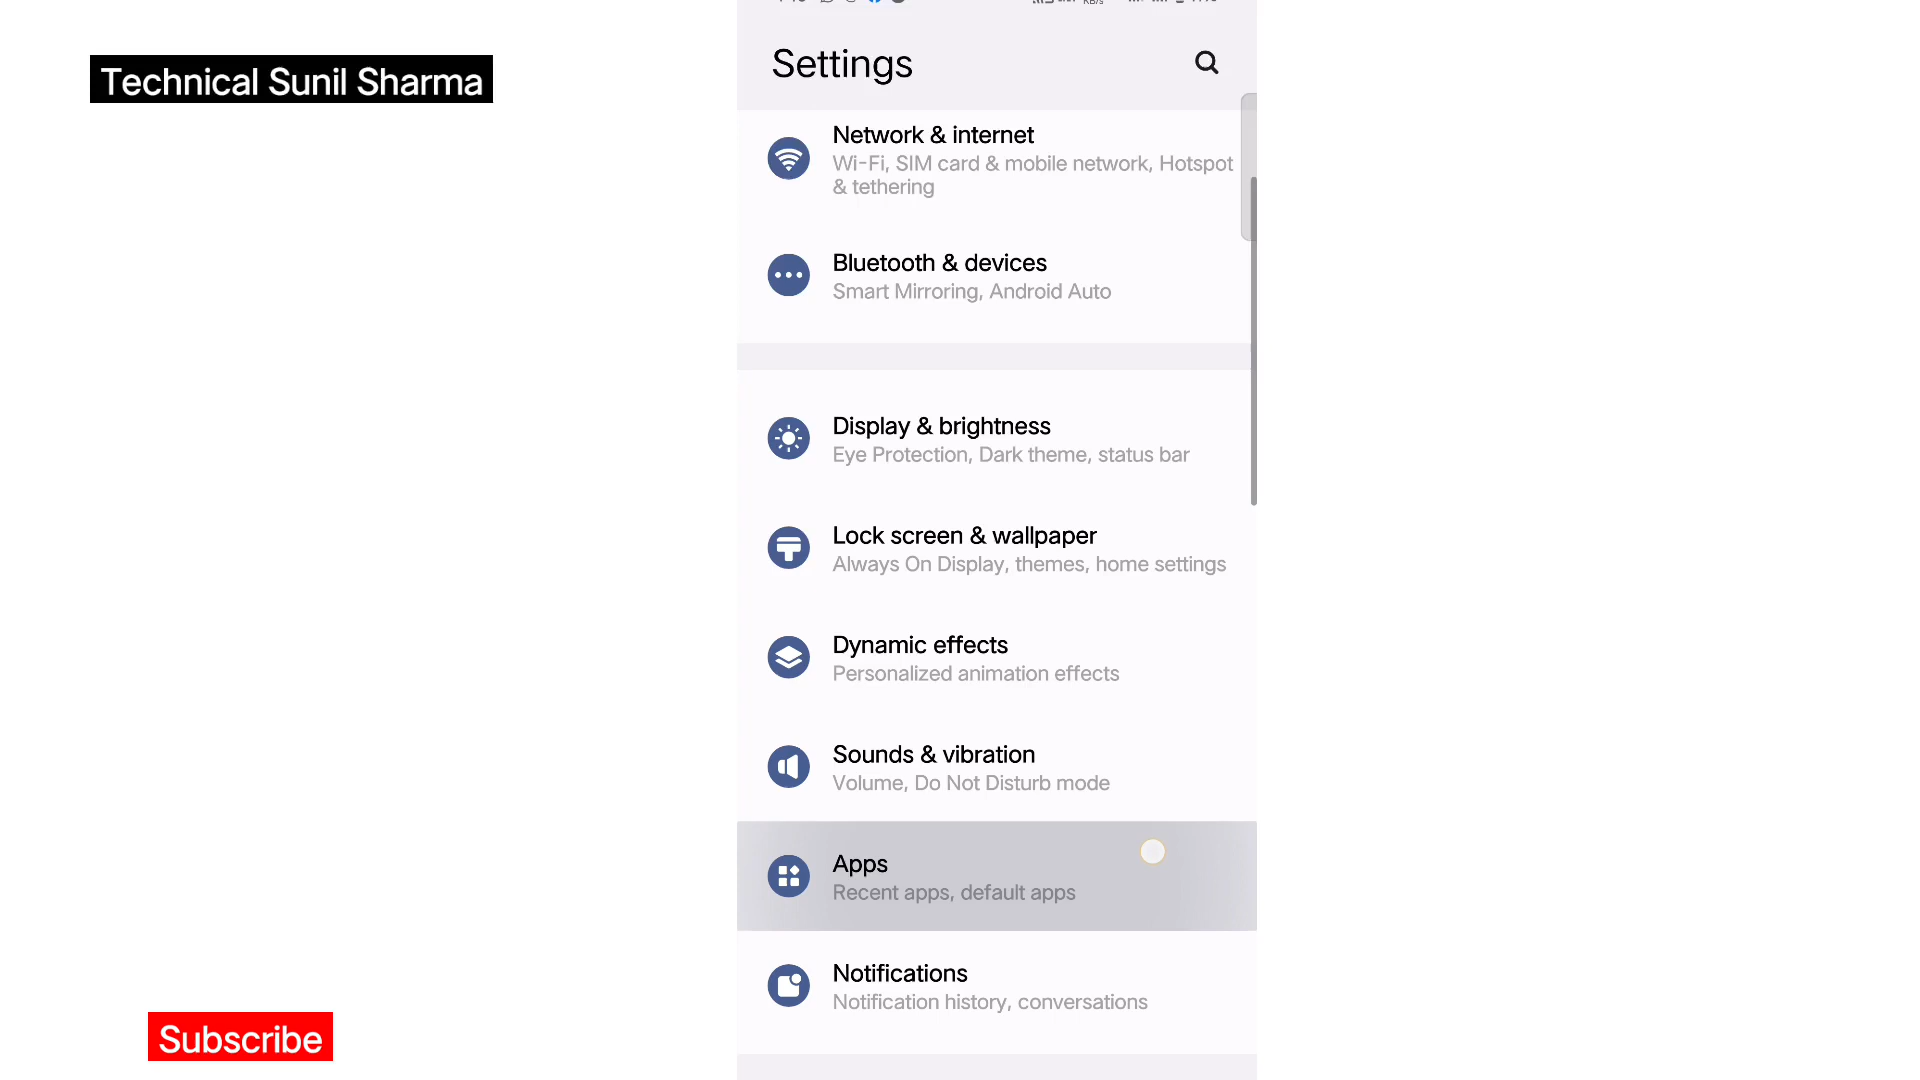 Technical Sunil Sharma
Settings
Network & internet
Wi-Fi, SIM card & mobile network, Hotspot
& tethering
Bluetooth & devices
Smart Mirroring, Android Auto
Display & brightness
Eye Protection, Dark theme, status bar
Lock screen & wallpaper
Always On Display, themes, home settings
Dynamic effects
Personalized animation effects
Sounds & vibration
Volume, Do Not Disturb mode
Apps
Recent apps, default apps
Notifications
Notification history, conversations
Subscribe